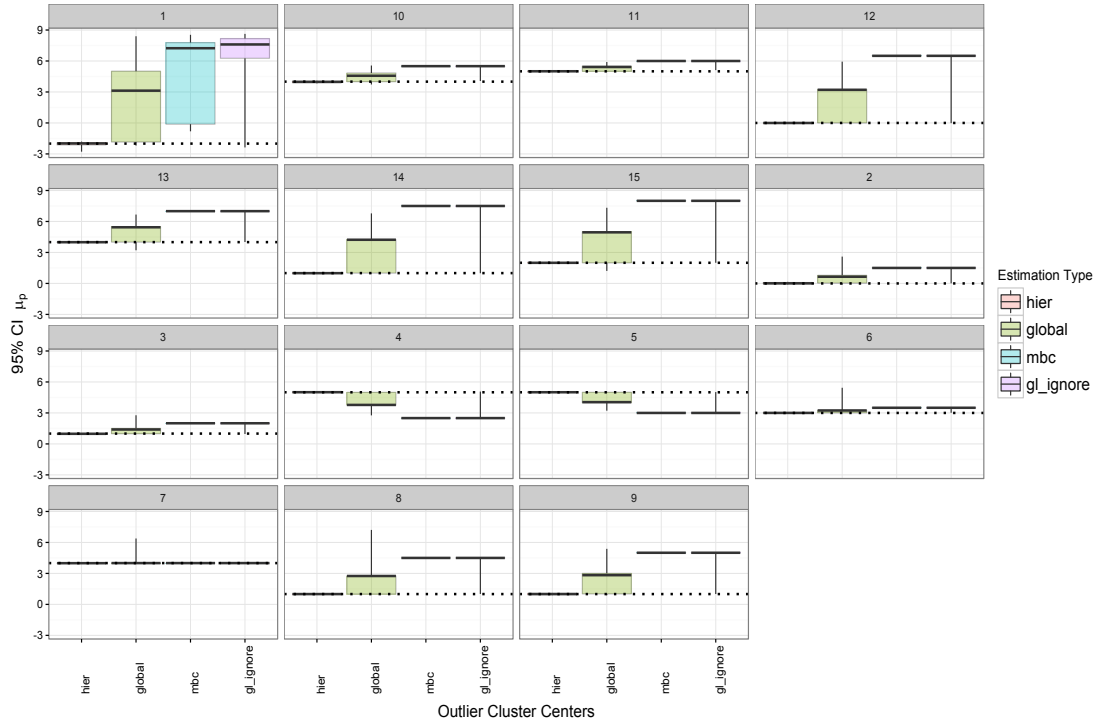 1 10 11 12
9
6
3
0
-3
13 14 15 2
9
6
3
0
-3
3 4 5 6
9
6
3
0
-3
7 8 9
9
6
3
0
-3
95% CI μp
hier global mbc gl_ignore hier global mbc gl_ignore hier global mbc gl_ignore
Outlier Cluster Centers
Estimation Type
hier
global
mbc
gl_ignore